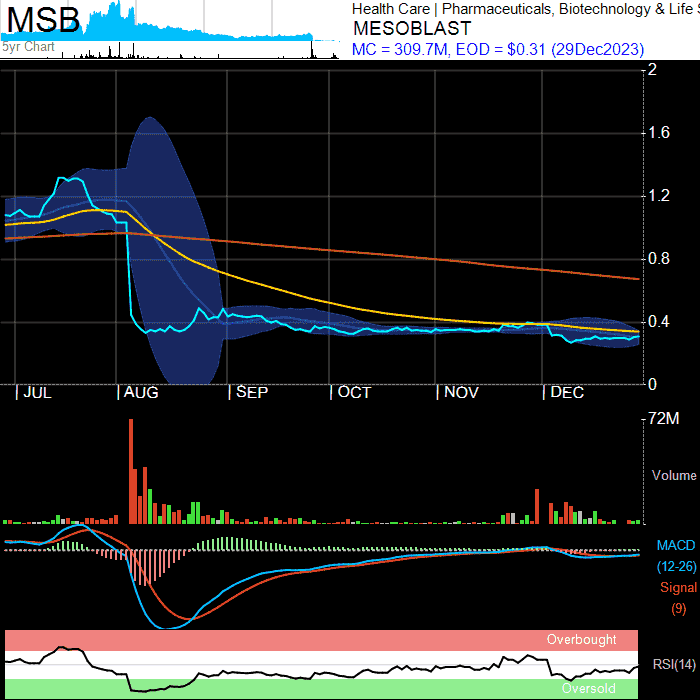 MSB
5yr Chart
Health Care | Pharmaceuticals, Biotechnology & Life S
MESOBLAST
MC = 309.7M, EOD = $0.31 (29Dec2023)
2
1.6
1.2
0.8
0.4
0
JUL AUG SEP OCT NOV DEC
72M
Volume
MACD
(12-26)
Signal
(9)
Overbought
RSI(14)
Oversold